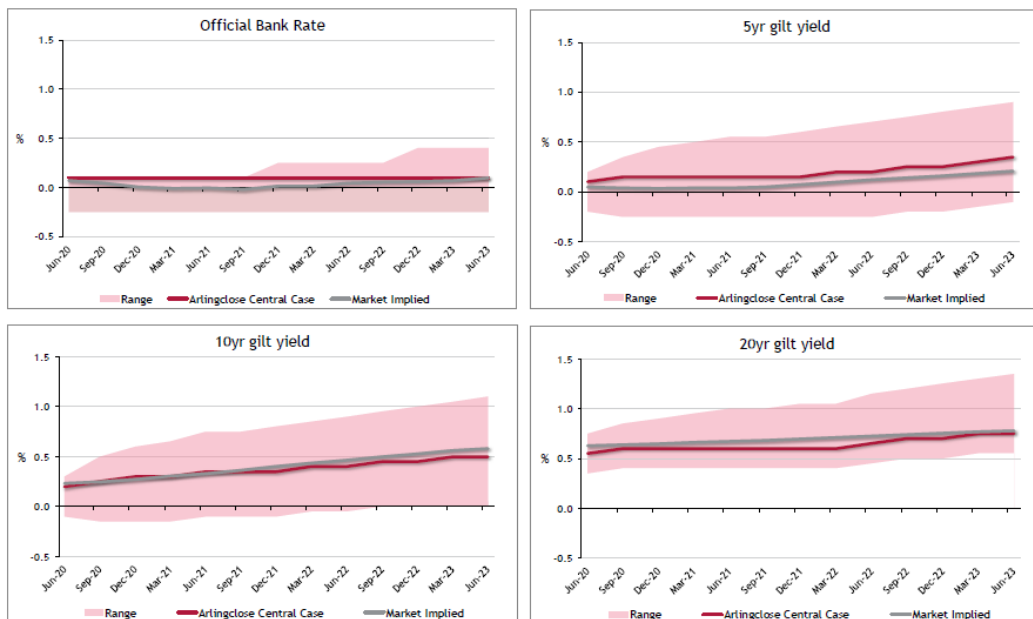 Official Bank Rate
1.5
1.0
%
0.5
0.0
-0.5
Jun-20 Sep-20 Dec-20 Mar-21 Jun-21 Sep-21 Dec-21 Mar-22 Jun-22 Sep-22 Dec-22 Mar-23 Jun-23
Range Arlingclose Central Case Market Implied
5yr gilt yield
1.5
1.0
%
0.5
0.0
-0.5
Jun-20 Sep-20 Dec-20 Mar-21 Jun-21 Sep-21 Dec-21 Mar-22 Jun-22 Sep-22 Dec-22 Mar-23 Jun-23
Range Arlingclose Central Case Market Implied
10yr gilt yield
1.5
1.0
%
0.5
0.0
-0.5
Jun-20 Sep-20 Dec-20 Mar-21 Jun-21 Sep-21 Dec-21 Mar-22 Jun-22 Sep-22 Dec-22 Mar-23 Jun-23
Range Arlingclose Central Case Market Implied
20yr gilt yield
1.5
1.0
%
0.5
0.0
-0.5
Jun-20 Sep-20 Dec-20 Mar-21 Jun-21 Sep-21 Dec-21 Mar-22 Jun-22 Sep-22 Dec-22 Mar-23 Jun-23
Range Arlingclose Central Case Market Implied